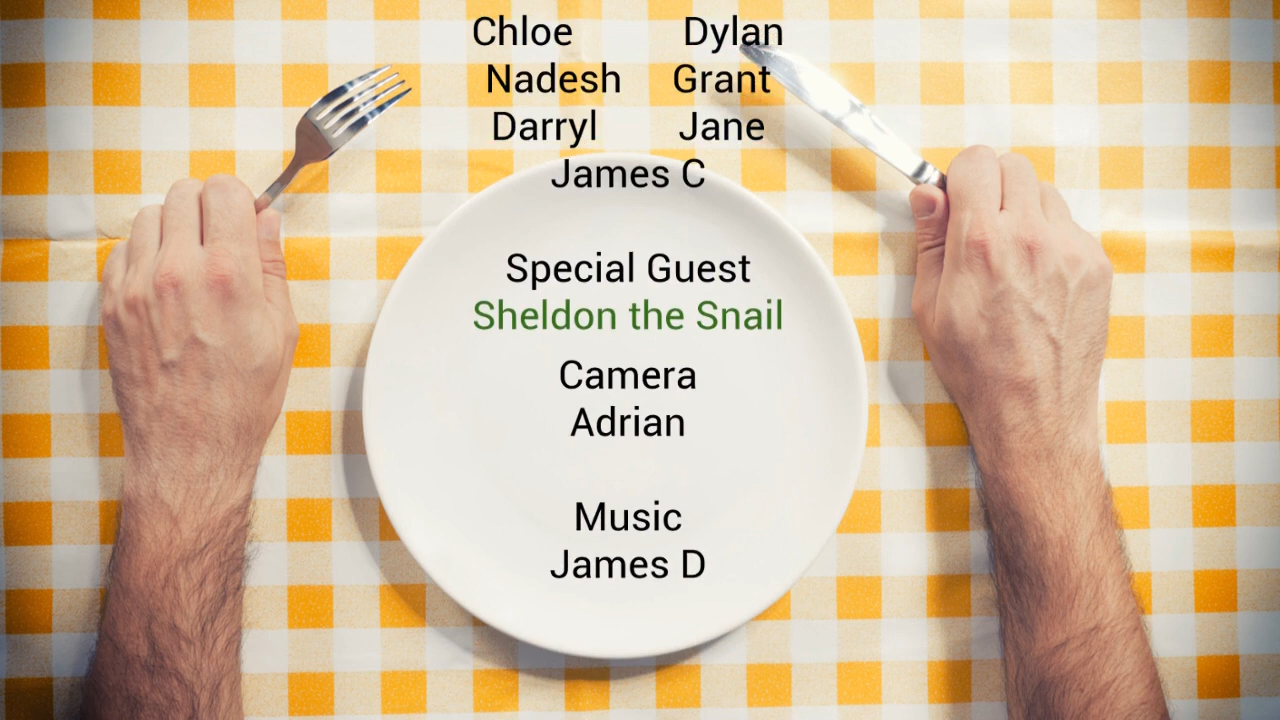 Chloe Dylan
Nadesh Grant
Darryl Jane
James C
Special Guest
Sheldon the Snail
Camera
Adrian
Music
James D